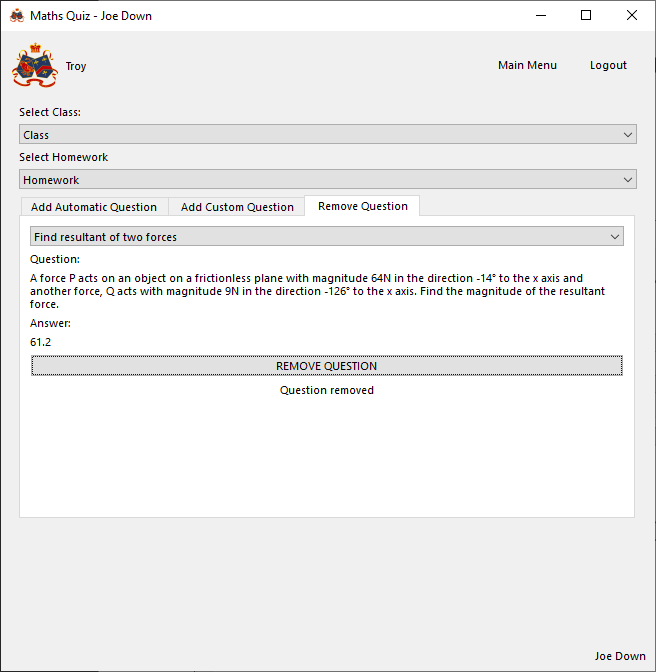 Maths Quiz - Joe Down
Troy
Main Menu
Logout
Select Class:
Class
Select Homework
Homework
Add Automatic Question
Add Custom Question
Remove Question
Find resultant of two forces
Question:
A force P acts on an object on a frictionless plane with magnitude 64N in the direction -14° to the x axis and
another force, Q acts with magnitude 9N in the direction -126° to the x axis. Find the magnitude of the resultant
force.
Answer:
61.2
REMOVE QUESTION
Question removed
Joe Down